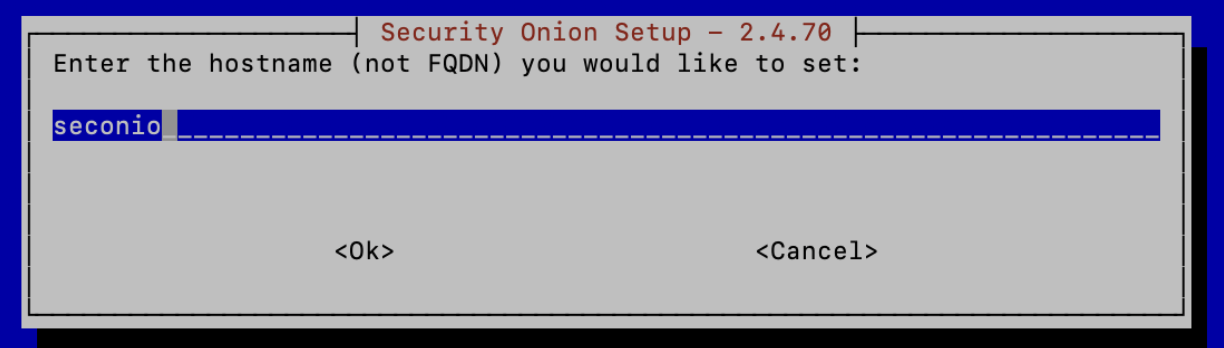 Security Onion Setup – 2.4.70
Enter the hostname (not FQDN) you would like to set:
seconio
<Ok> <Cancel>